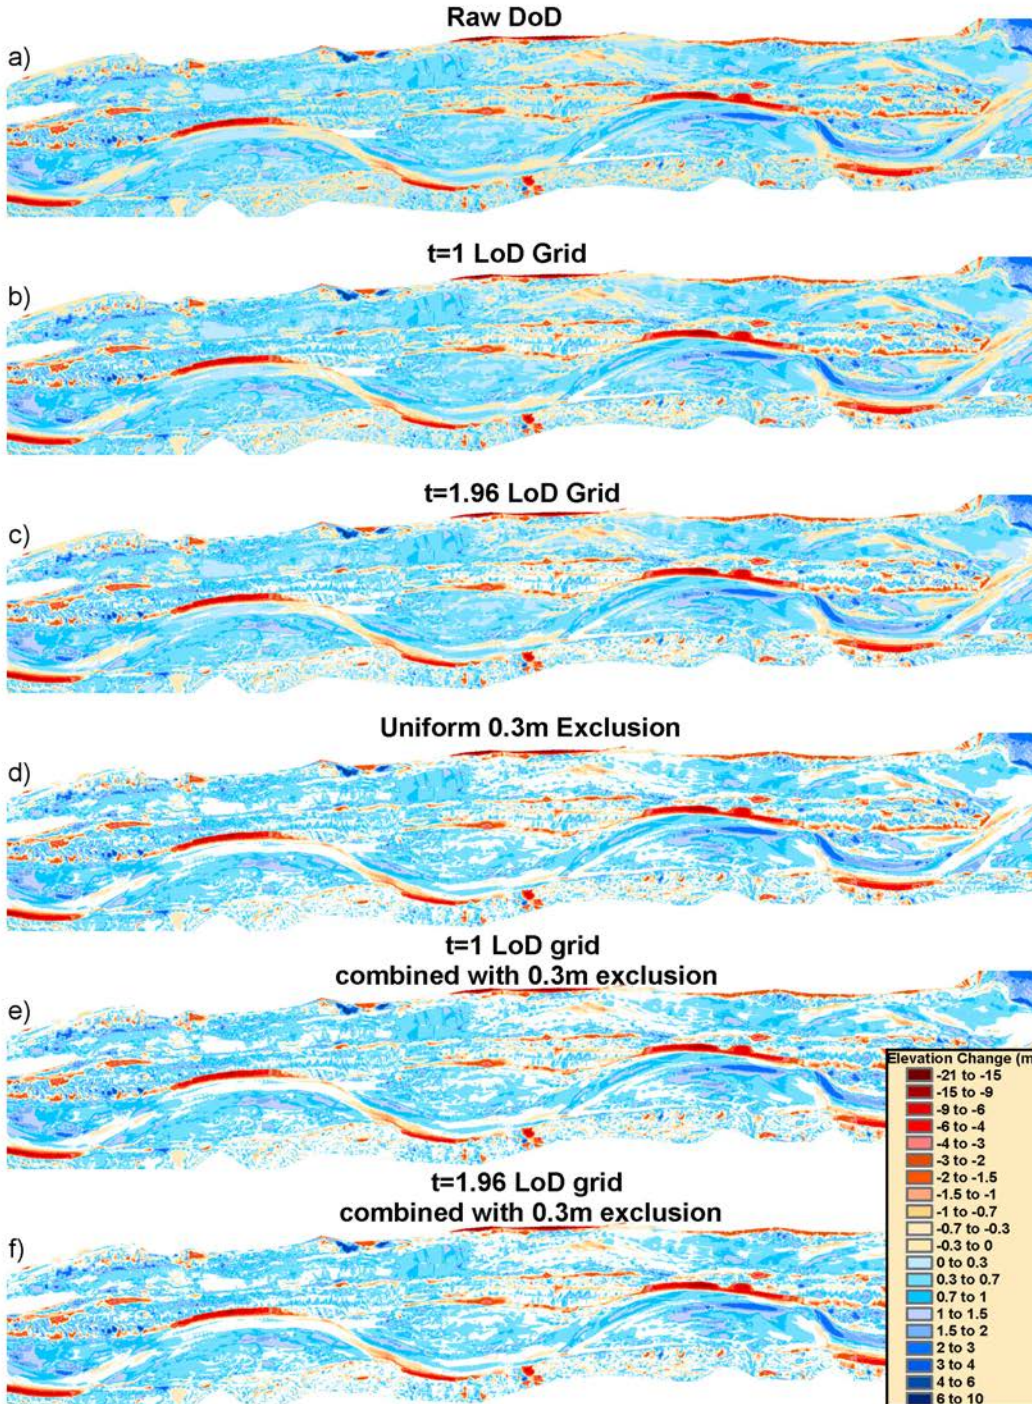 Raw DoD
a)
t=1 LoD Grid
b)
t=1.96 LoD Grid
c)
Uniform 0.3m Exclusion
d)
t=1 LoD grid
combined with 0.3m exclusion
e)
Elevation Change (m
-21 to -15
-15 to -9
-9 to -6
-6 to -4
-4 to -3
-3 to -2
-2 to -1.5
-1.5 to -1
-1 to -0.7
-0.7 to -0.3
-0.3 to 0
0 to 0.3
0.3 to 0.7
0.7 to 1
1 to 1.5
1.5 to 2
2 to 3
3 to 4
4 to 6
6 to 10
t=1.96 LoD grid
combined with 0.3m exclusion
f)